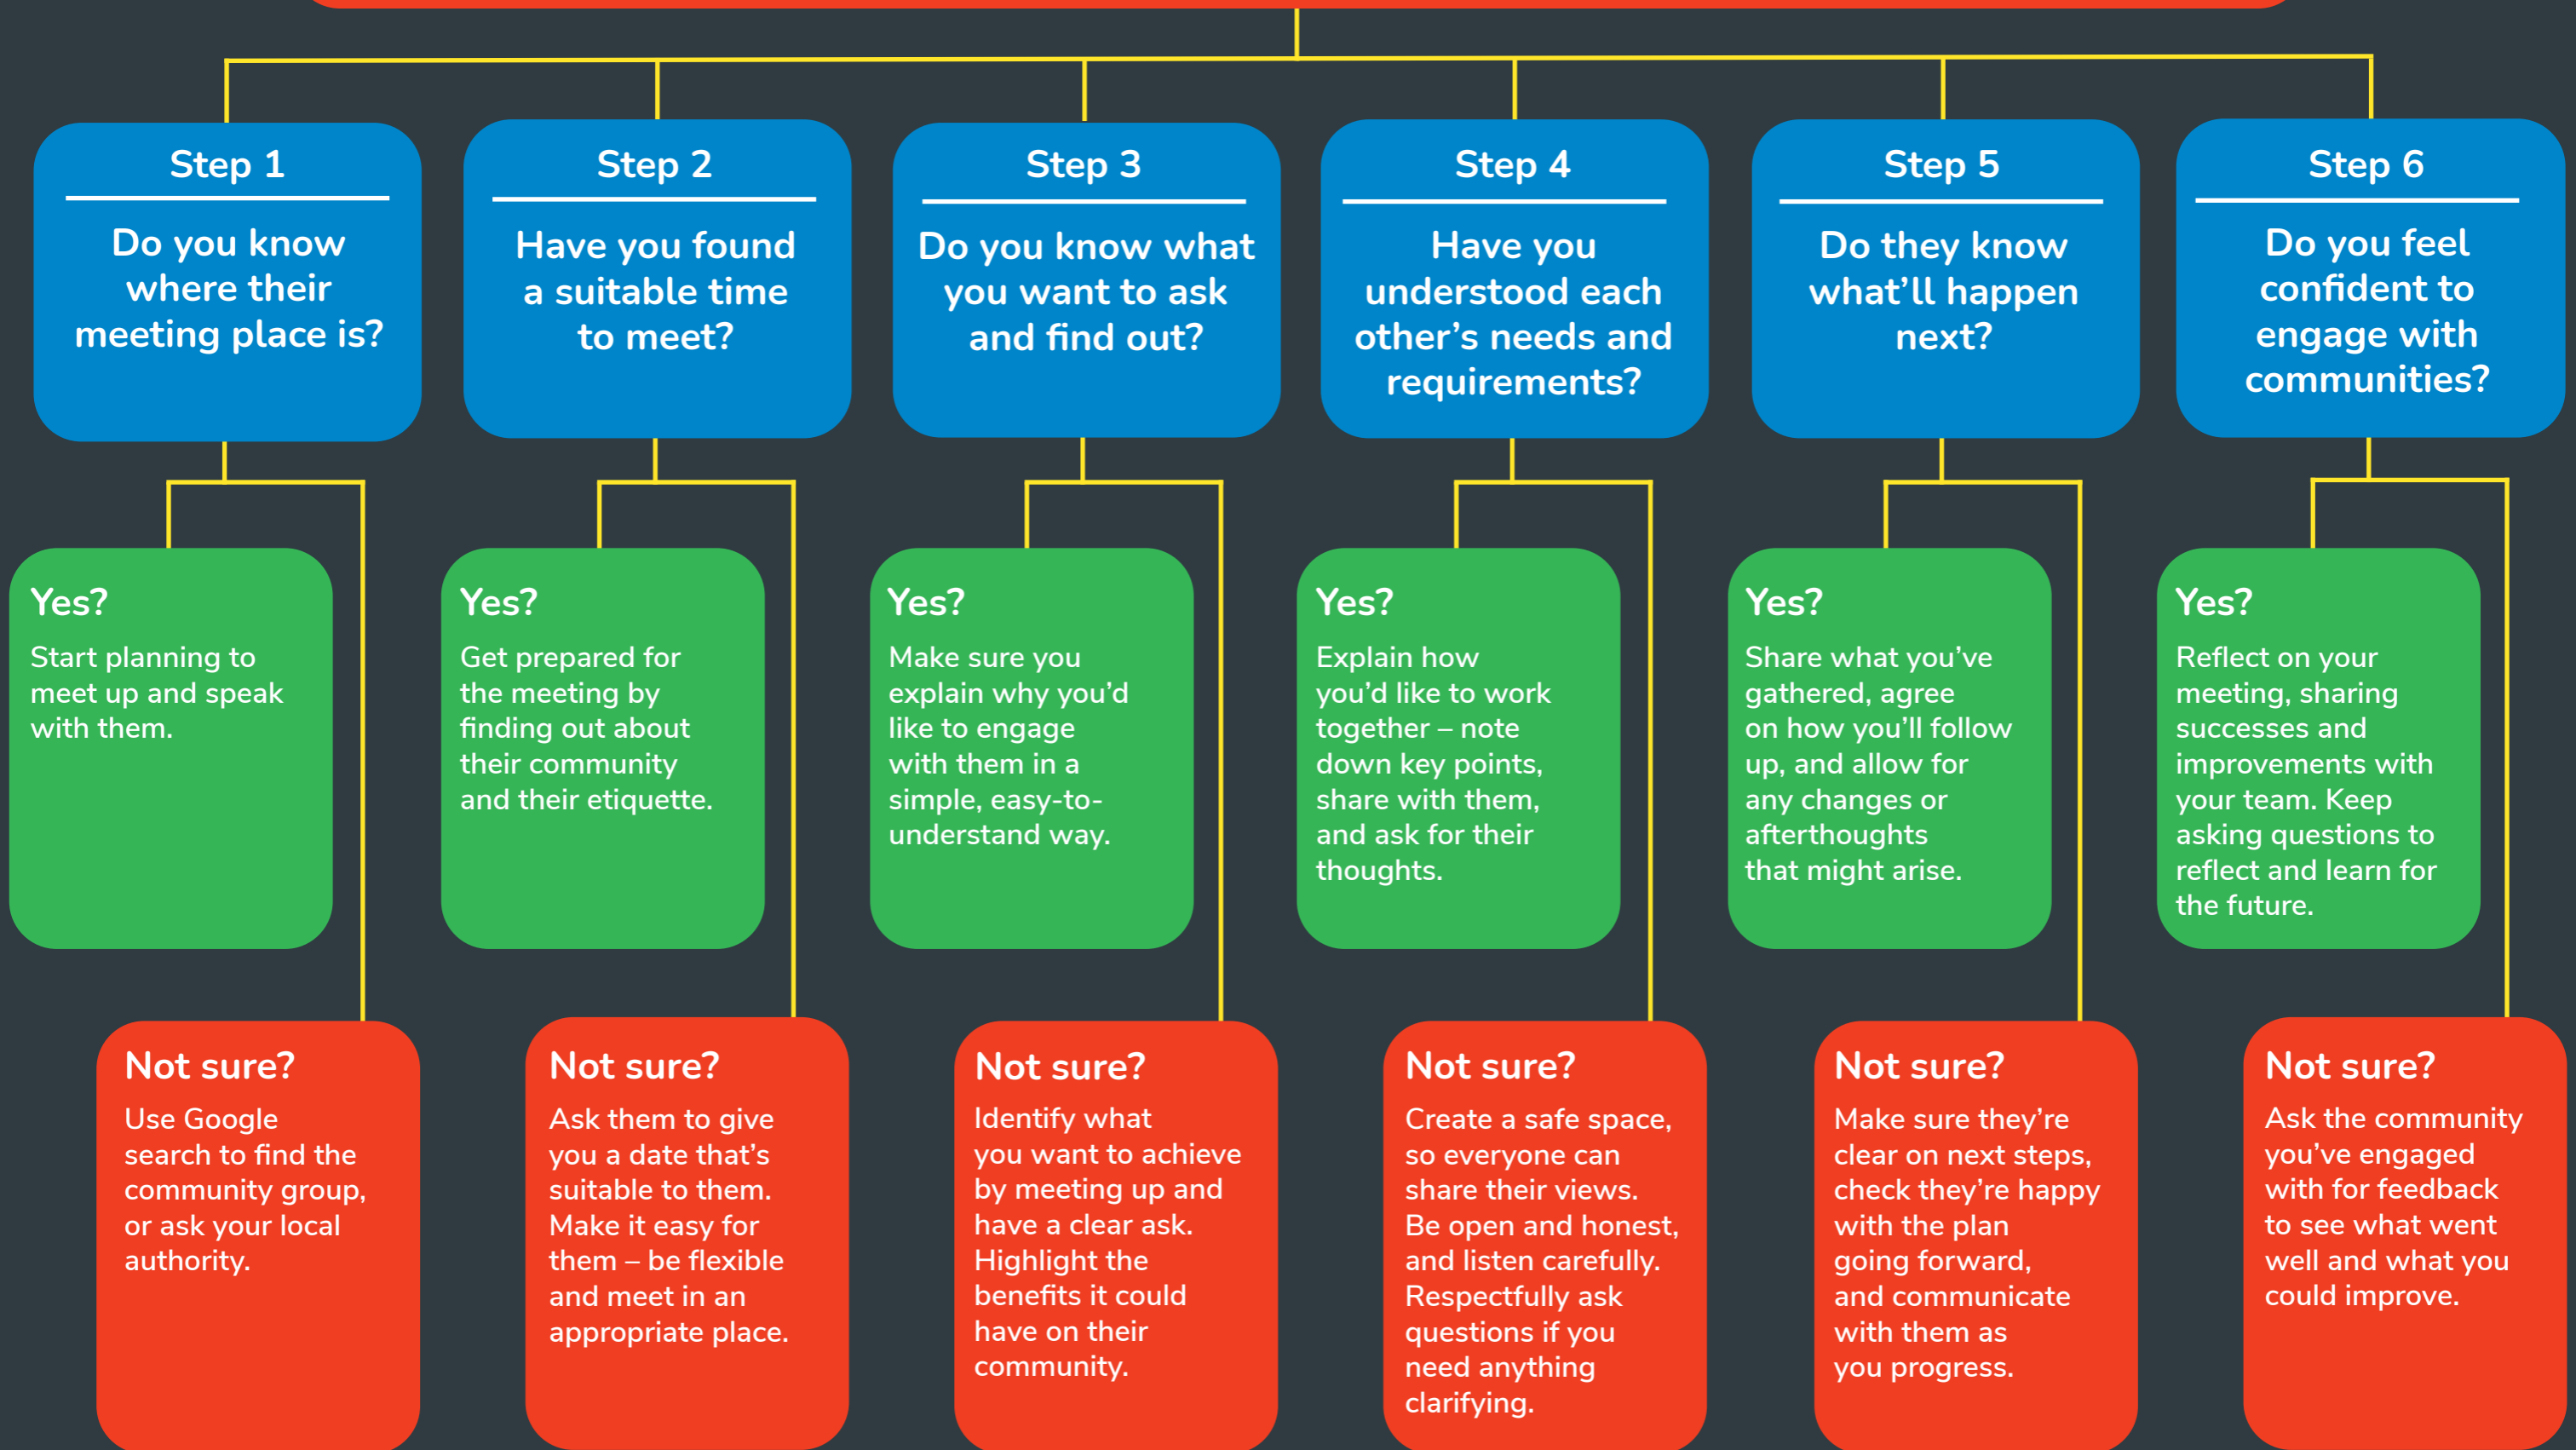 Step 1
Do you know
where their
meeting place is?
Step 2
Have you found
a suitable time
to meet?
Step 3
Do you know what
you want to ask
and find out?
Step 4
Have you
understood each
other’s needs and
requirements?
Step 5
Do they know
what’ll happen
next?
Step 6
Do you feel
confident to
engage with
communities?
Yes?
Start planning to
meet up and speak
with them.
Yes?
Get prepared for
the meeting by
finding out about
their community
and their etiquette.
Yes?
Make sure you
explain why you’d
like to engage
with them in a
simple, easy-to-
understand way.
Yes?
Explain how
you’d like to work
together – note
down key points,
share with them,
and ask for their
thoughts.
Yes?
Share what you’ve
gathered, agree
on how you’ll follow
up, and allow for
any changes or
afterthoughts
that might arise.
Yes?
Reflect on your
meeting, sharing
successes and
improvements with
your team. Keep
asking questions to
reflect and learn for
the future.
Not sure?
Use Google
search to find the
community group,
or ask your local
authority.
Not sure?
Ask them to give
you a date that’s
suitable to them.
Make it easy for
them – be flexible
and meet in an
appropriate place.
Not sure?
Identify what
you want to achieve
by meeting up and
have a clear ask.
Highlight the
benefits it could
have on their
community.
Not sure?
Create a safe space,
so everyone can
share their views.
Be open and honest,
and listen carefully.
Respectfully ask
questions if you
need anything
clarifying.
Not sure?
Make sure they’re
clear on next steps,
check they’re happy
with the plan
going forward,
and communicate
with them as
you progress.
Not sure?
Ask the community
you’ve engaged
with for feedback
to see what went
well and what you
could improve.